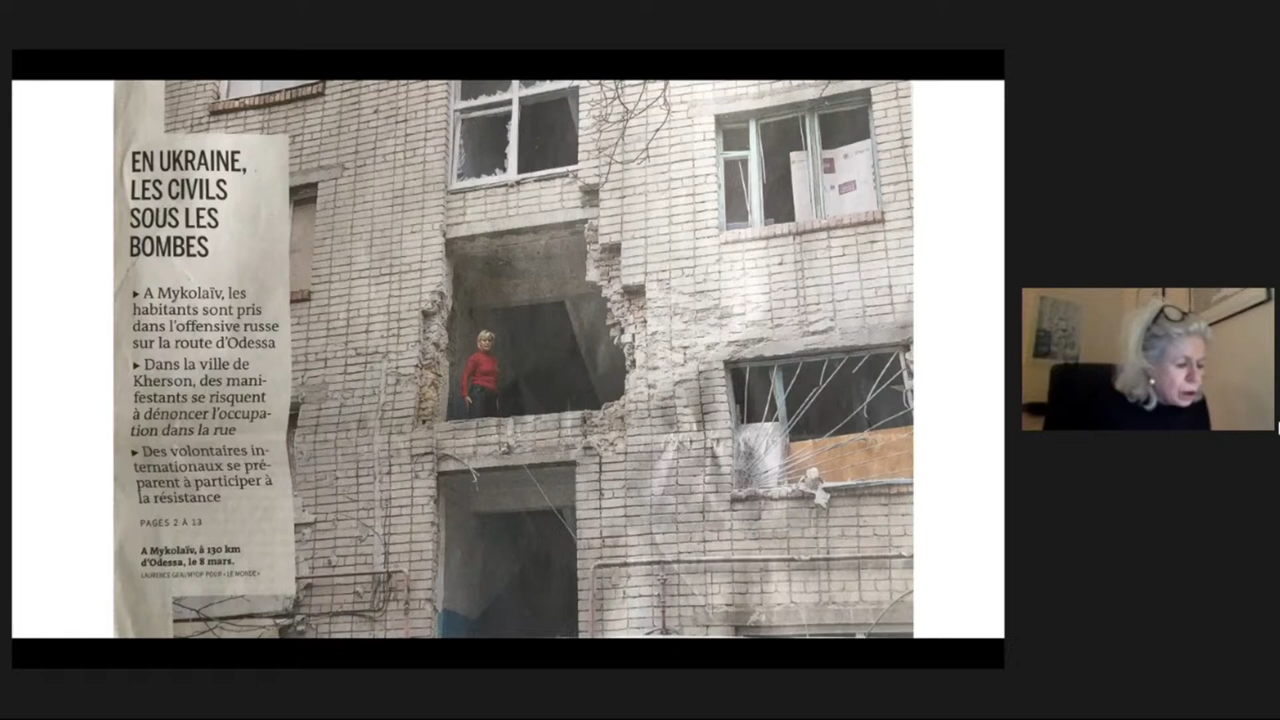 EN UKRAINE,
LES CIVILS
SOUS LES
BOMBES
▸ A Mykolaïv, les
habitants sont pris
dans l'offensive russe
sur la route d'Odessa
▸ Dans la ville de
Kherson, des mani-
festants se risquent
à dénoncer l'occupa-
tion dans la rue
▸ Des volontaires in-
ternationaux se pré-
parent à participer à
la résistance
PAGES 2 À 13
A Mykolaïv, à 130 km
d'Odessa, le 8 mars.
POUR « LE MONDE »